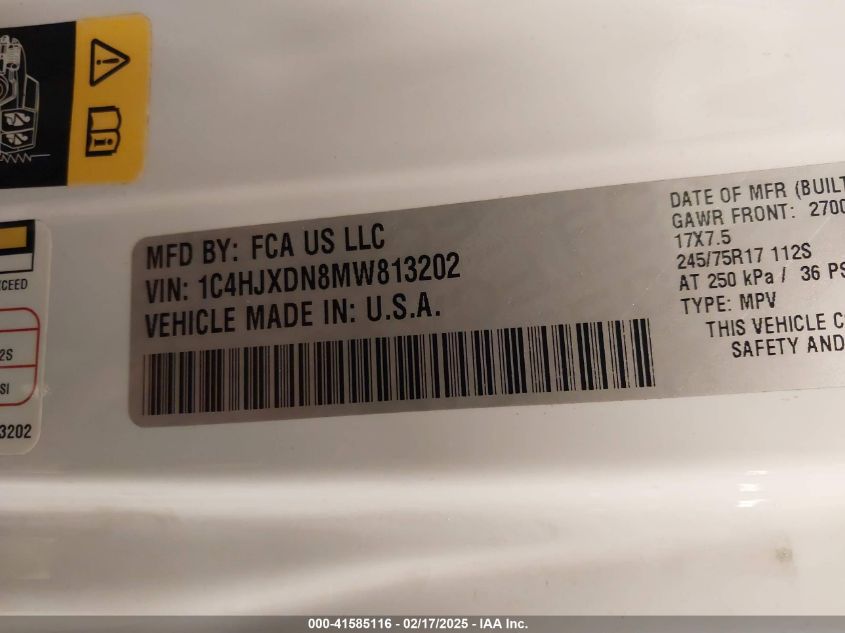 MFD BY: FCA US LLC
VIN: 1C4HJXDN8MW813202
VEHICLE MADE IN: U.S.A.
DATE OF MFR (BUILT
GAWR FRONT: 2700
17X7.5
245/75R17 112S
AT 250 kPa / 36 PS
TYPE: MPV
THIS VEHICLE C
SAFETY AND
XCEED
2S
SI
3202
000-41585116 - 02/17/2025 - IAA Inc.